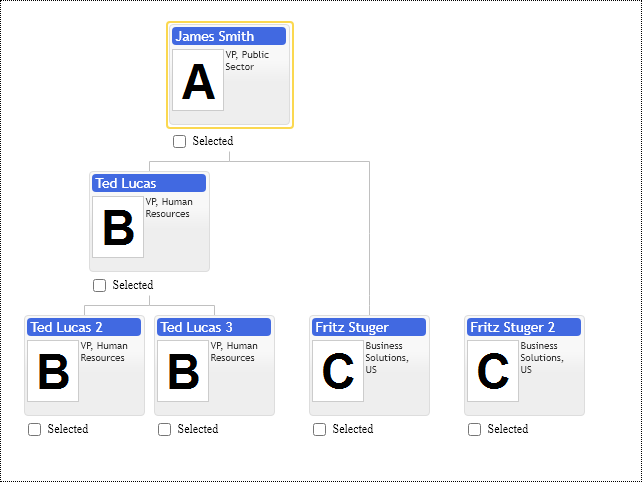 James Smith
A
VP, Public
Sector
Selected
Ted Lucas
B
VP, Human
Resources
Selected
Ted Lucas 2
B
VP, Human
Resources
Selected
Ted Lucas 3
B
VP, Human
Resources
Selected
Fritz Stuger
C
Business
Solutions,
US
Selected
Fritz Stuger 2
C
Business
Solutions,
US
Selected